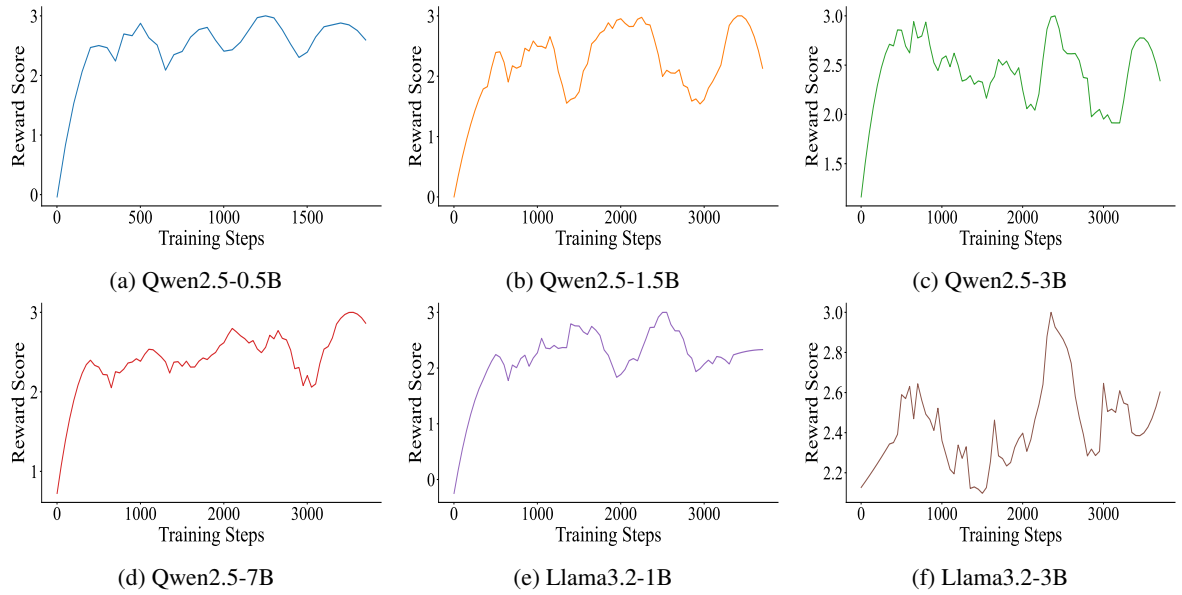 Reward Score
3
2
1
0
0
500
1000
1500
Training Steps
(a) Qwen2.5-0.5B
Reward Score
3
2
1
0
0
1000
2000
3000
Training Steps
(b) Qwen2.5-1.5B
Reward Score
3.0
2.5
2.0
1.5
0
1000
2000
3000
Training Steps
(c) Qwen2.5-3B
Reward Score
3
2
1
0
1000
2000
3000
Training Steps
(d) Qwen2.5-7B
Reward Score
3
2
1
0
0
1000
2000
3000
Training Steps
(e) Llama3.2-1B
Reward Score
3.0
2.8
2.6
2.4
2.2
0
1000
2000
3000
Training Steps
(f) Llama3.2-3B